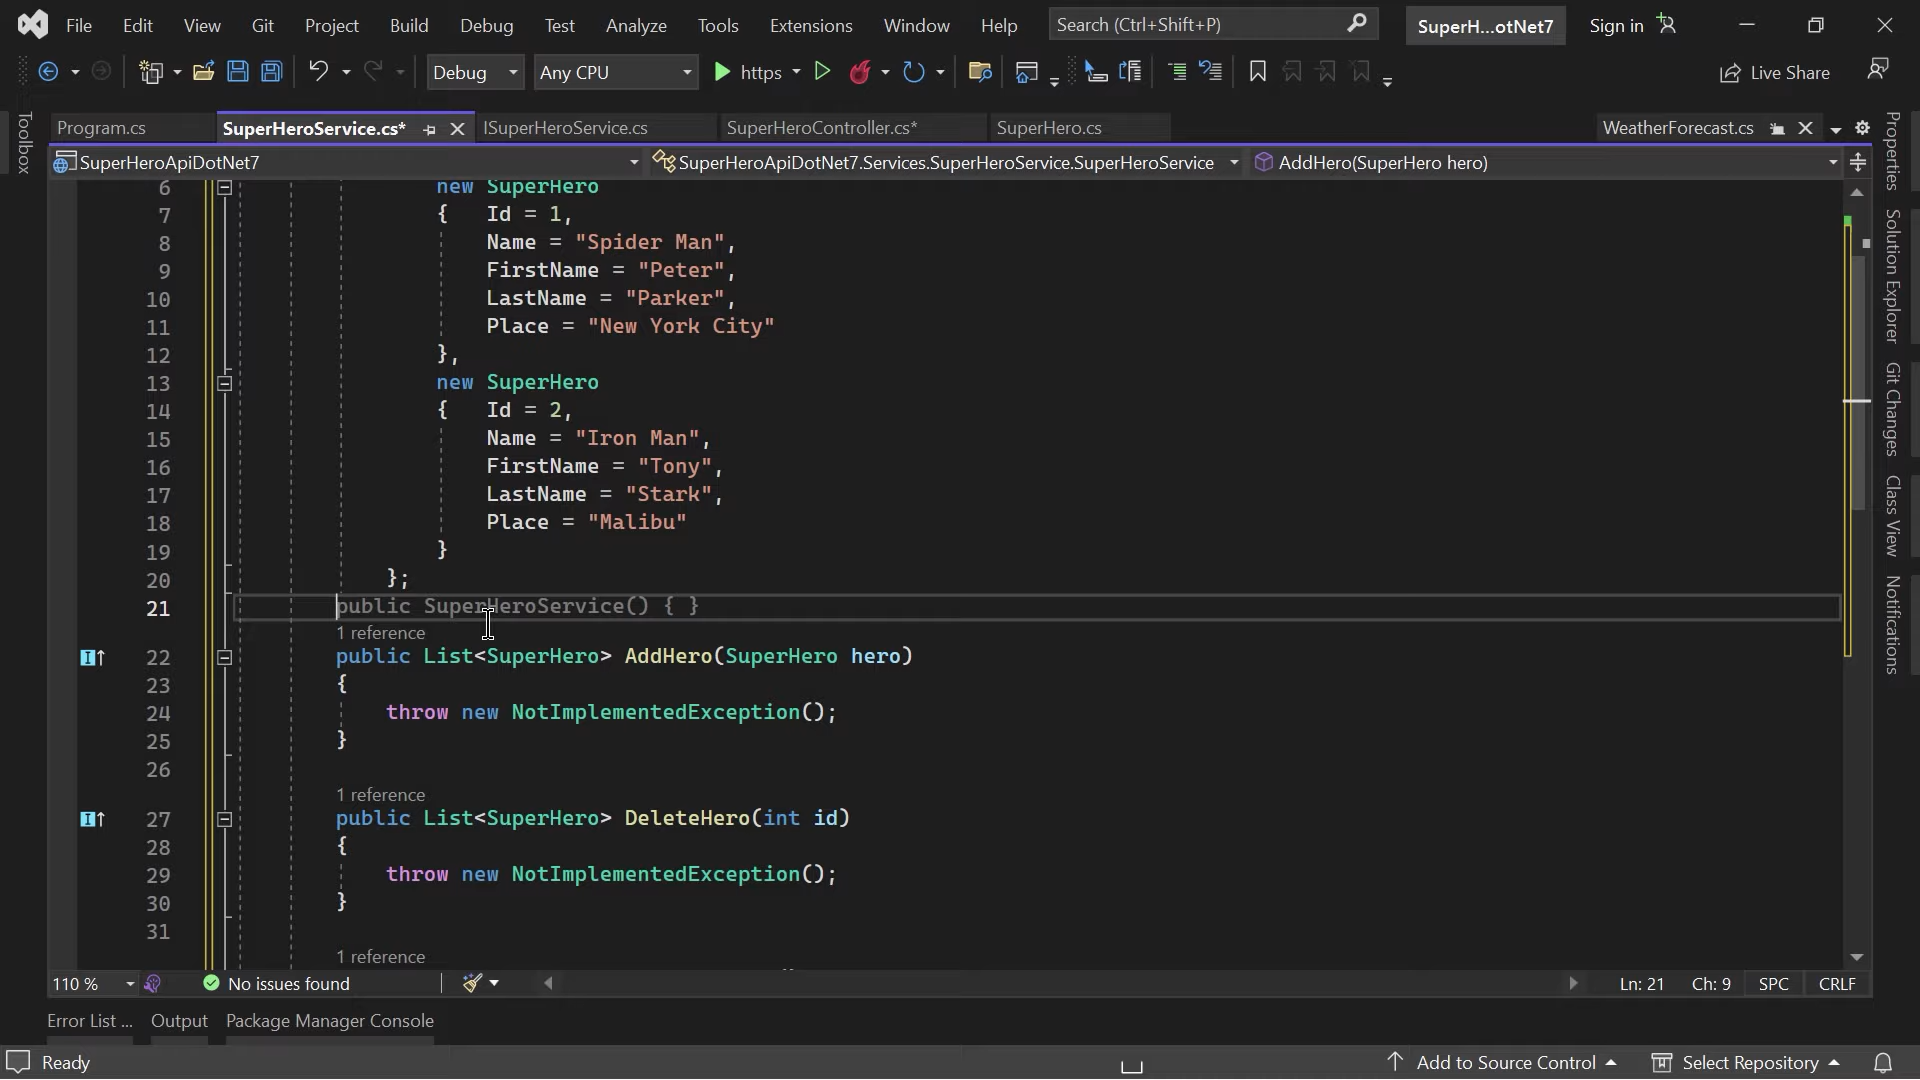 File Edit View Git Project Build Debug Test Analyze Tools Extensions Window Help Search (Ctrl+Shift+P) SuperH...otNet7 Sign in
Debug Any CPU https Live Share
Toolbox
Program.cs SuperHeroService.cs* ISuperHeroService.cs SuperHeroController.cs* SuperHero.cs WeatherForecast.cs
SuperHeroApiDotNet7 SuperHeroApiDotNet7.Services.SuperHeroService.SuperHeroService AddHero(SuperHero hero)
6 new SuperHero
7 { Id = 1,
8 Name = "Spider Man",
9 FirstName = "Peter",
10 LastName = "Parker",
11 Place = "New York City"
12 },
13 new SuperHero
14 { Id = 2,
15 Name = "Iron Man",
16 FirstName = "Tony",
17 LastName = "Stark",
18 Place = "Malibu"
19 }
20 };
21 public SuperHeroService() { }
1 reference
22 public List<SuperHero> AddHero(SuperHero hero)
23 {
24 throw new NotImplementedException();
25 }
26
1 reference
27 public List<SuperHero> DeleteHero(int id)
28 {
29 throw new NotImplementedException();
30 }
31
1 reference
Properties
Solution Explorer
Git Changes
Class View
Notifications
110 % No issues found Ln: 21 Ch: 9 SPC CRLF
Error List ... Output Package Manager Console
Ready Add to Source Control Select Repository